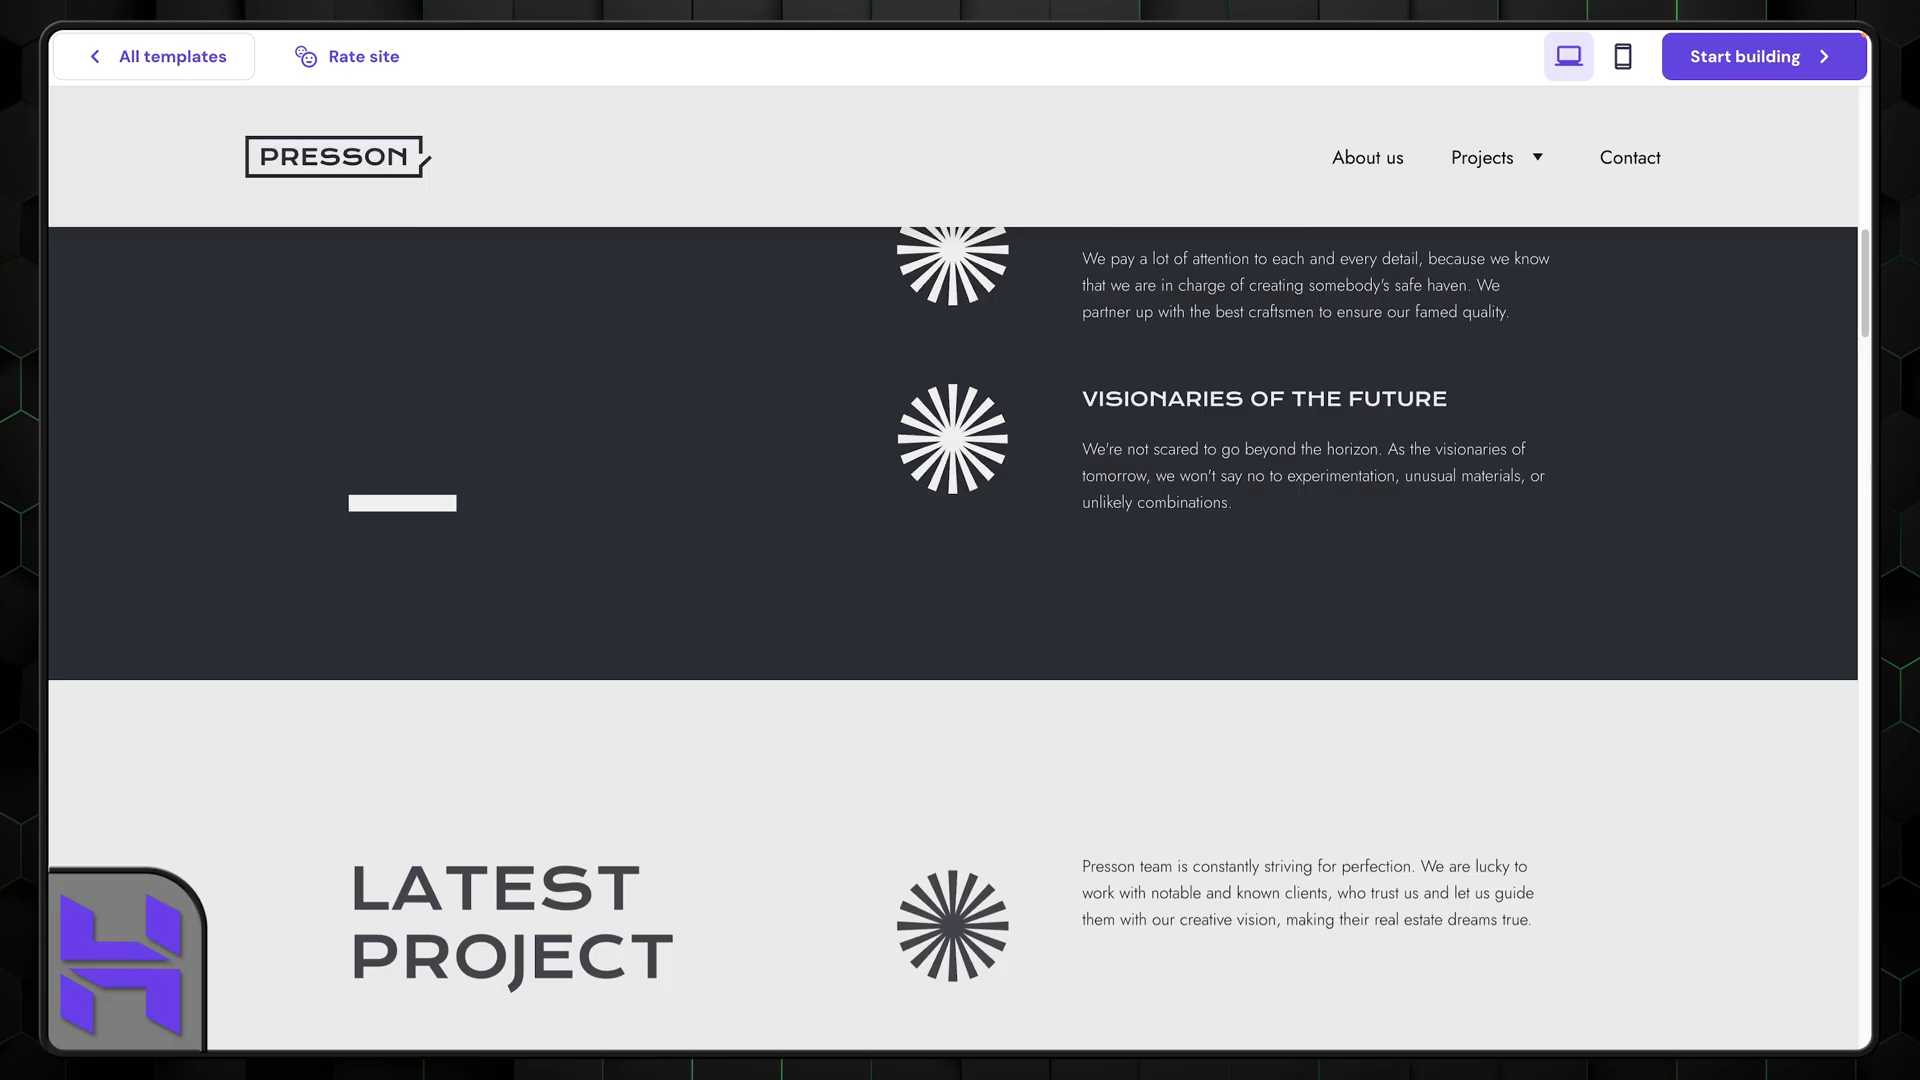 All templates
Rate site
Start building
PRESSON
About us
Projects
Contact
We pay a lot of attention to each and every detail, because we know
that we are in charge of creating somebody's safe haven. We
partner up with the best craftsmen to ensure our famed quality.
VISIONARIES OF THE FUTURE
We're not scared to go beyond the horizon. As the visionaries of
tomorrow, we won't say no to experimentation, unusual materials, or
unlikely combinations.
LATEST
PROJECT
Presson team is constantly striving for perfection. We are lucky to
work with notable and known clients, who trust us and let us guide
them with our creative vision, making their real estate dreams true.